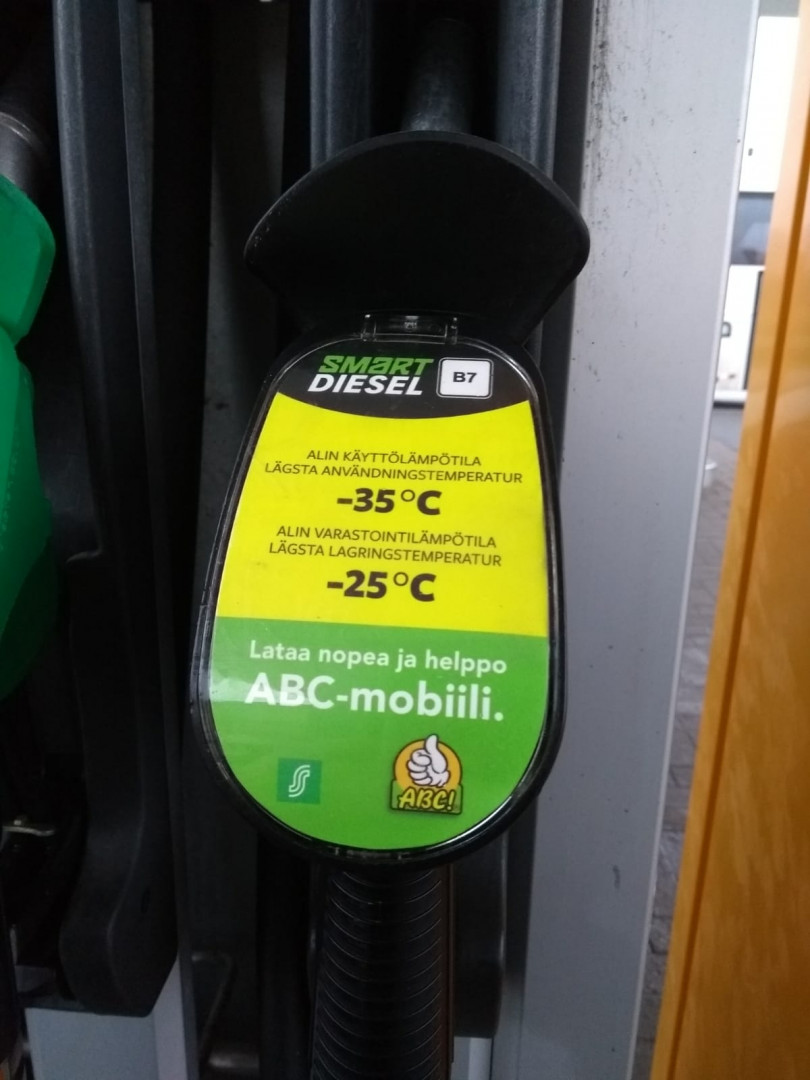 SMART
DIESEL B7
ALIN KÄYTTÖLÄMPÖTILA
LÄGSTA ANVÄNDNINGSTEMPERATUR
-35°C
ALIN VARASTOINTILÄMPÖTILA
LÄGSTA LAGRINGSTEMPERATUR
-25°C
Lataa nopea ja helppo
ABC-mobiili.
ABC!